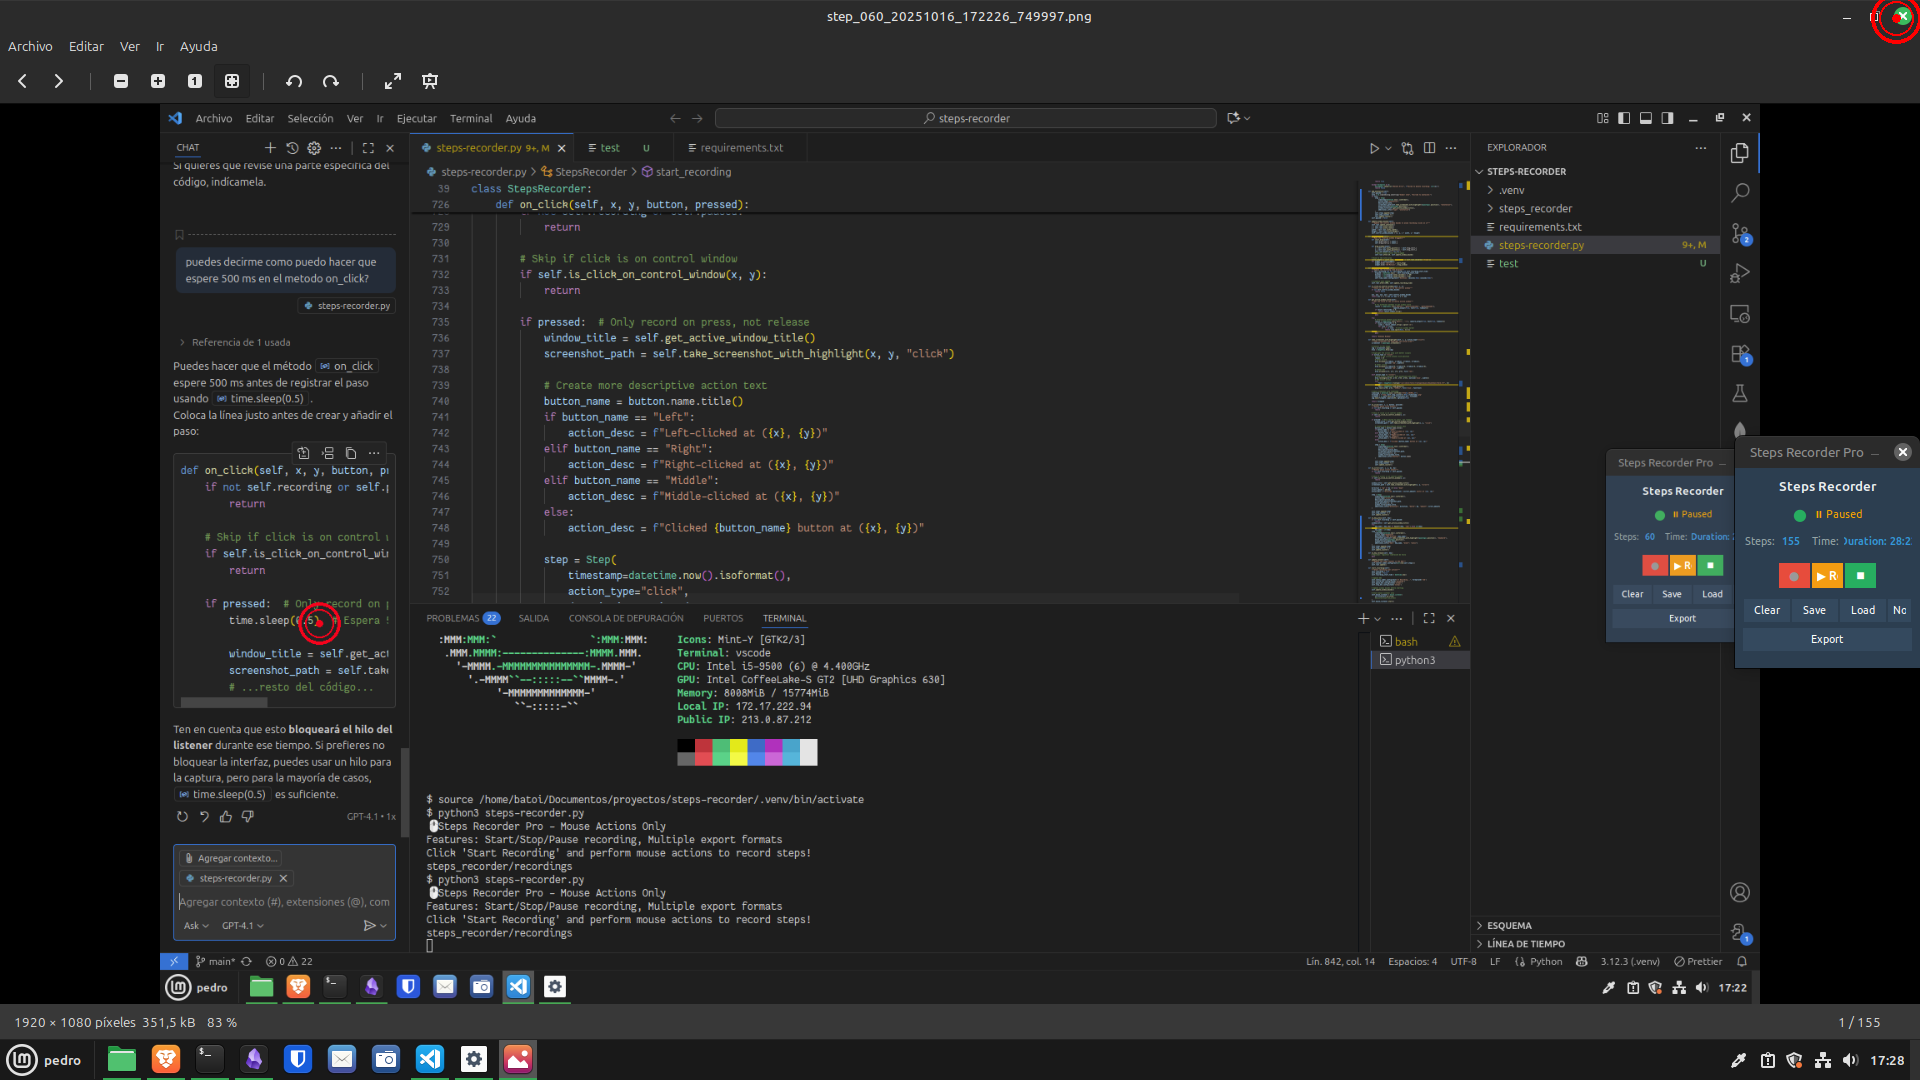 step_060_20251016_172226_749997.png
Archivo Editar Ver Ir Ayuda
Archivo Editar Selección Ver Ir Ejecutar Terminal Ayuda
steps-recorder
CHAT
Si quieres que revise una parte específica del
código, indícamela.
puedes decirme como puedo hacer que
espere 500 ms en el metodo on_click?
steps-recorder.py
Referencia de 1 usada
Puedes hacer que el método on_click
espere 500 ms antes de registrar el paso
usando time.sleep(0.5) .
Coloca la línea justo antes de crear y añadir el
paso:
def on_click(self, x, y, button, pr
if not self.recording or self.p
return
# Skip if click is on control w
if self.is_click_on_control_win
return
if pressed: # Only record on p
time.sleep(0.5) # Espera 5
window_title = self.get_act
screenshot_path = self.take
# ...resto del código...
Ten en cuenta que esto bloqueará el hilo del
listener durante ese tiempo. Si prefieres no
bloquear la interfaz, puedes usar un hilo para
la captura, pero para la mayoría de casos,
time.sleep(0.5) es suficiente.
GPT-4.1 • 1x
Agregar contexto...
steps-recorder.py
Agregar contexto (#), extensiones (@), com
Ask GPT-4.1
steps-recorder.py 9+, M
test U
requirements.txt
steps-recorder.py > StepsRecorder > start_recording
39 class StepsRecorder:
726 def on_click(self, x, y, button, pressed):
729 return
730
731 # Skip if click is on control window
732 if self.is_click_on_control_window(x, y):
733 return
734
735 if pressed: # Only record on press, not release
736 window_title = self.get_active_window_title()
737 screenshot_path = self.take_screenshot_with_highlight(x, y, "click")
738
739 # Create more descriptive action text
740 button_name = button.name.title()
741 if button_name == "Left":
742 action_desc = f"Left-clicked at ({x}, {y})"
743 elif button_name == "Right":
744 action_desc = f"Right-clicked at ({x}, {y})"
745 elif button_name == "Middle":
746 action_desc = f"Middle-clicked at ({x}, {y})"
747 else:
748 action_desc = f"Clicked {button_name} button at ({x}, {y})"
749
750 step = Step(
751 timestamp=datetime.now().isoformat(),
752 action_type="click",
PROBLEMAS 22 SALIDA CONSOLA DE DEPURACIÓN PUERTOS TERMINAL
:MMM:MMM:` `:MMM:MMM: Icons: Mint-Y [GTK2/3]
.MMM.MMMM:--------------:MMMM.MMM. Terminal: vscode
'-MMMM.-MMMMMMMMMMMMMMM-.MMMM-' CPU: Intel i5-9500 (6) @ 4.400GHz
'.-MMMM``--:::::--``MMMM-.' GPU: Intel CoffeeLake-S GT2 [UHD Graphics 630]
'-MMMMMMMMMMMMM-' Memory: 8008MiB / 15774MiB
``-:::::-`` Local IP: 172.17.222.94
Public IP: 213.0.87.212
$ source /home/batoi/Documentos/proyectos/steps-recorder/.venv/bin/activate
$ python3 steps-recorder.py
Steps Recorder Pro - Mouse Actions Only
Features: Start/Stop/Pause recording, Multiple export formats
Click 'Start Recording' and perform mouse actions to record steps!
steps_recorder/recordings
$ python3 steps-recorder.py
Steps Recorder Pro - Mouse Actions Only
Features: Start/Stop/Pause recording, Multiple export formats
Click 'Start Recording' and perform mouse actions to record steps!
steps_recorder/recordings
bash
python3
EXPLORADOR
STEPS-RECORDER
.venv
steps_recorder
requirements.txt
steps-recorder.py 9+, M
test U
2
1
1
ESQUEMA
LÍNEA DE TIEMPO
Steps Recorder Pro
Steps Recorder
Paused
Steps: 60 Time: Duration: 2
R
Clear Save Load
Export
Steps Recorder Pro
Steps Recorder
Paused
Steps: 155 Time: Duration: 28:2
R
Clear Save Load No
Export
main* 0 22
Lín. 842, col. 14 Espacios: 4 UTF-8 LF Python 3.12.3 (.venv) Prettier
pedro
17:22
1920 × 1080 píxeles 351,5 kB 83 %
1 / 155
pedro
17:28